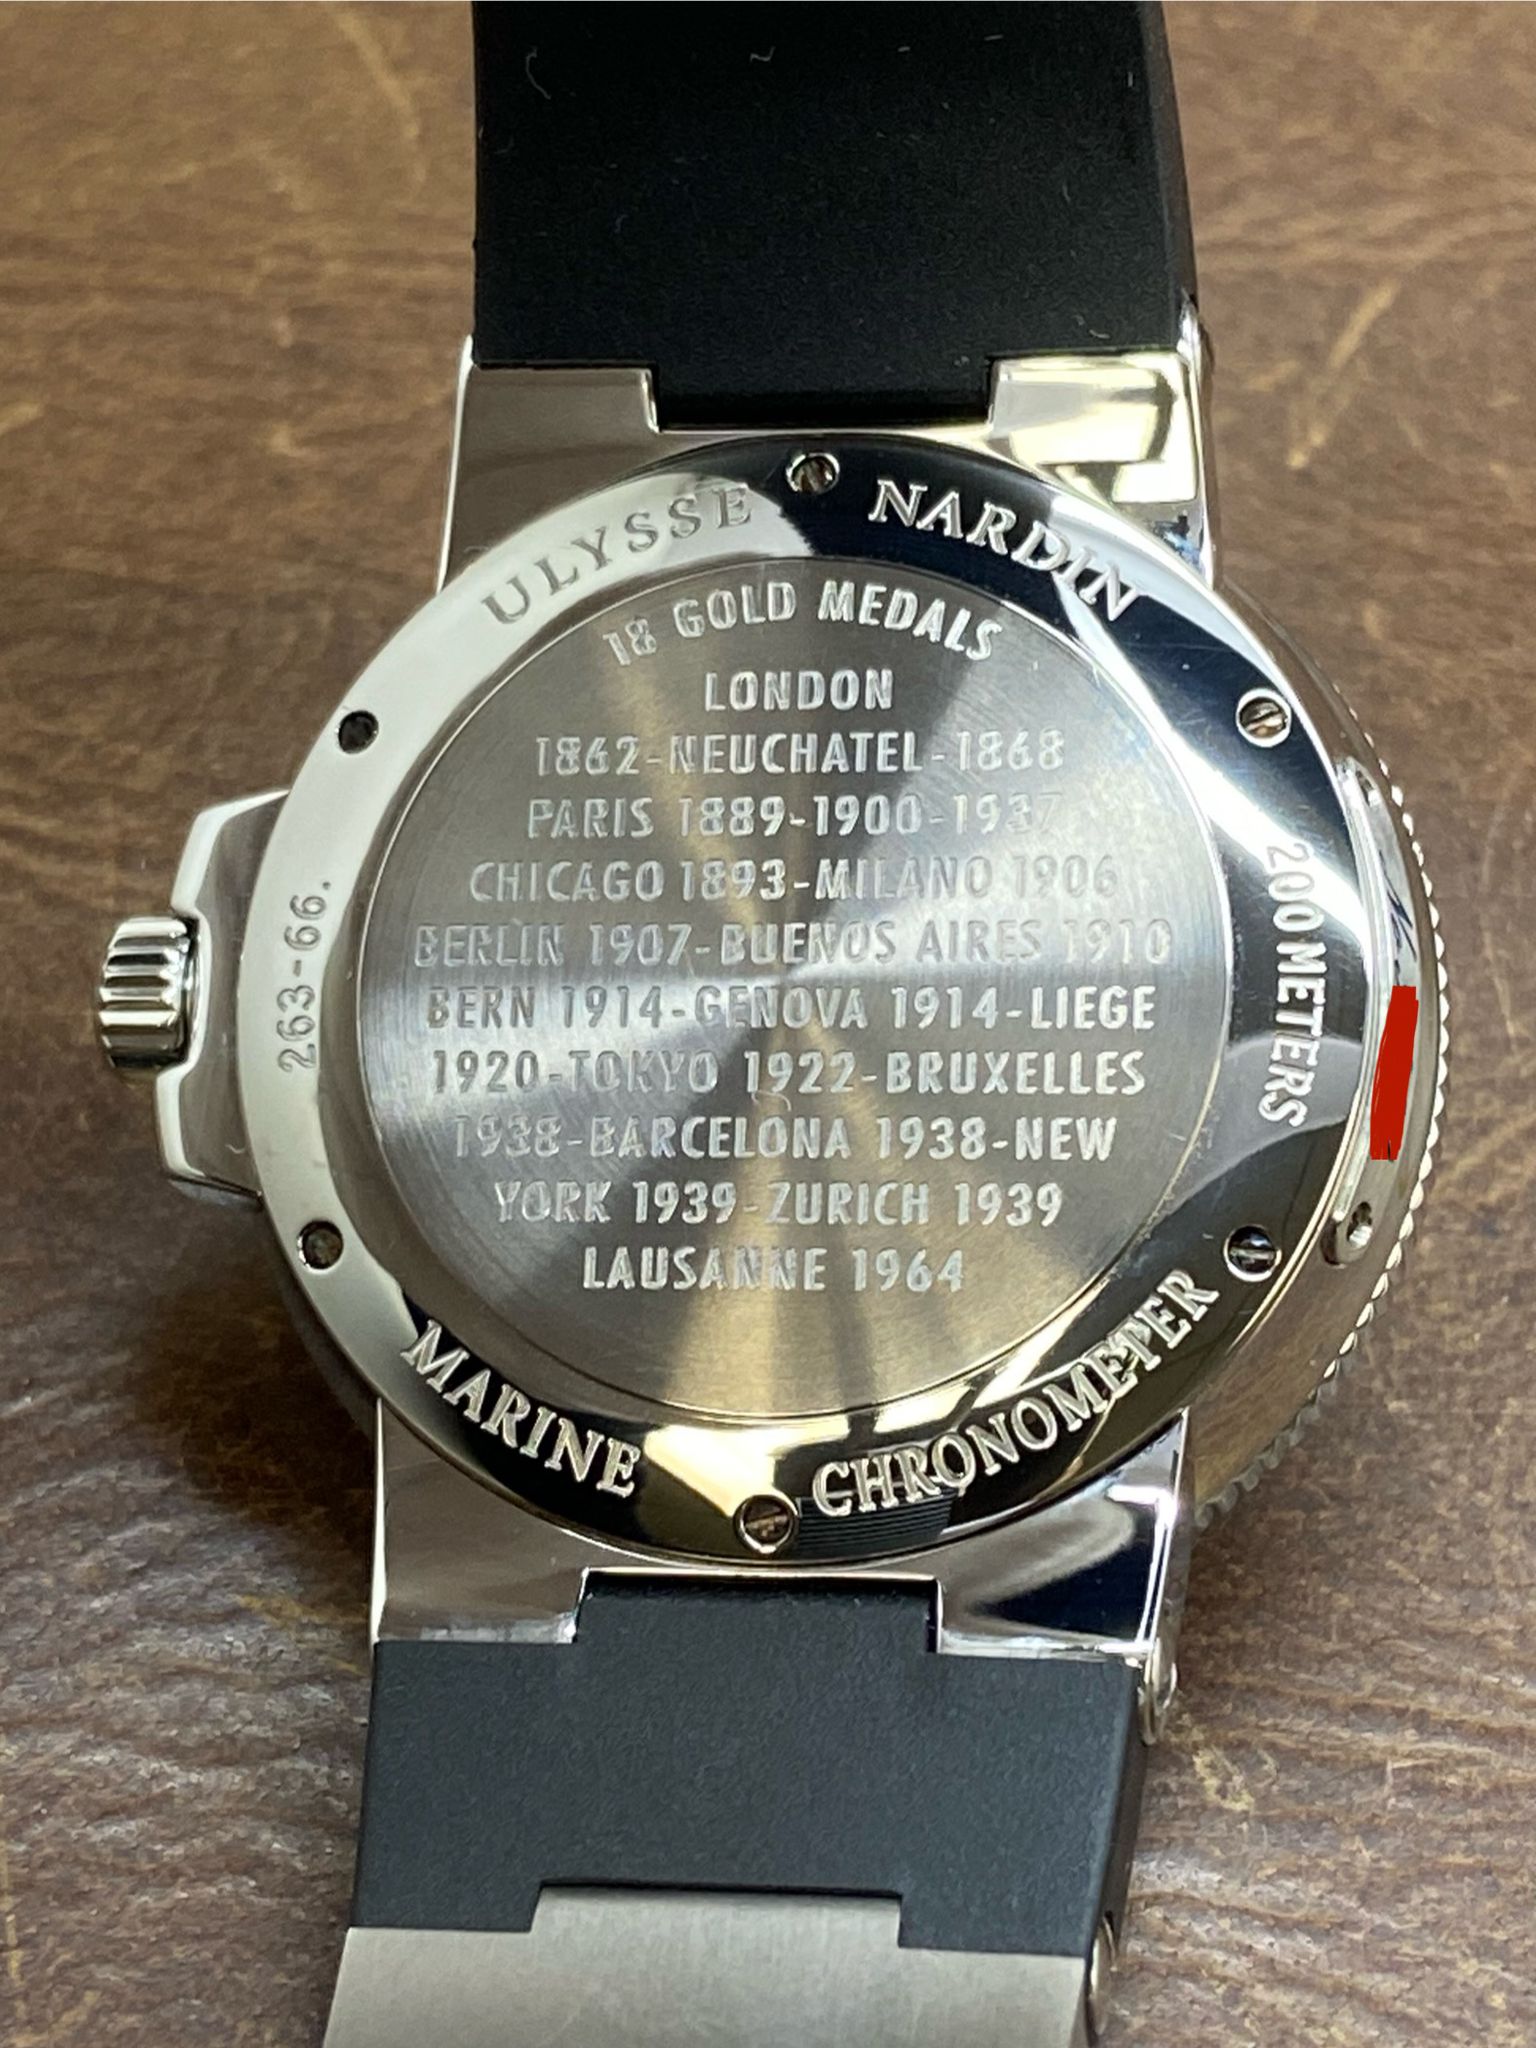 ULYSSE NARDIN
18 GOLD MEDALS
LONDON
1862-NEUCHATEL-1868
PARIS 1889-1900-1937
CHICAGO 1893-MILANO 1906
BERLIN 1907-BUENOS AIRES 1910
BERN 1914-GENOVA 1914-LIEGE
1920-TOKYO 1922-BRUXELLES
1938-BARCELONA 1938-NEW
YORK 1939-ZURICH 1939
LAUSANNE 1964
263-66.
200 METERS
MARINE CHRONOMETER